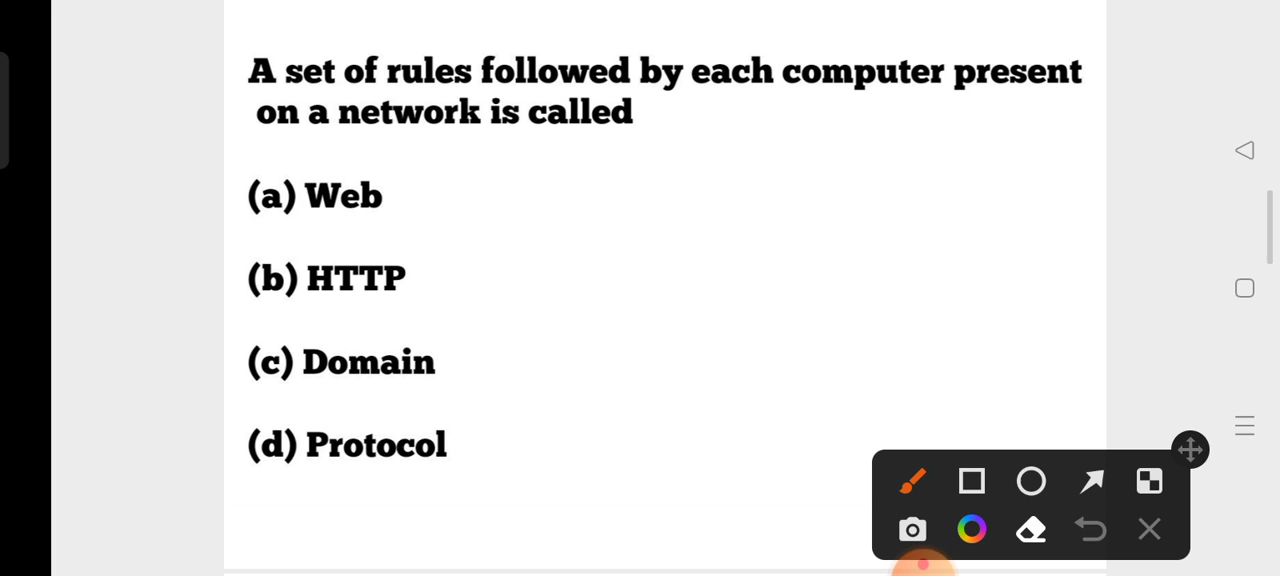 A set of rules followed by each computer present
on a network is called
(a) Web
(b) HTTP
(c) Domain
(d) Protocol